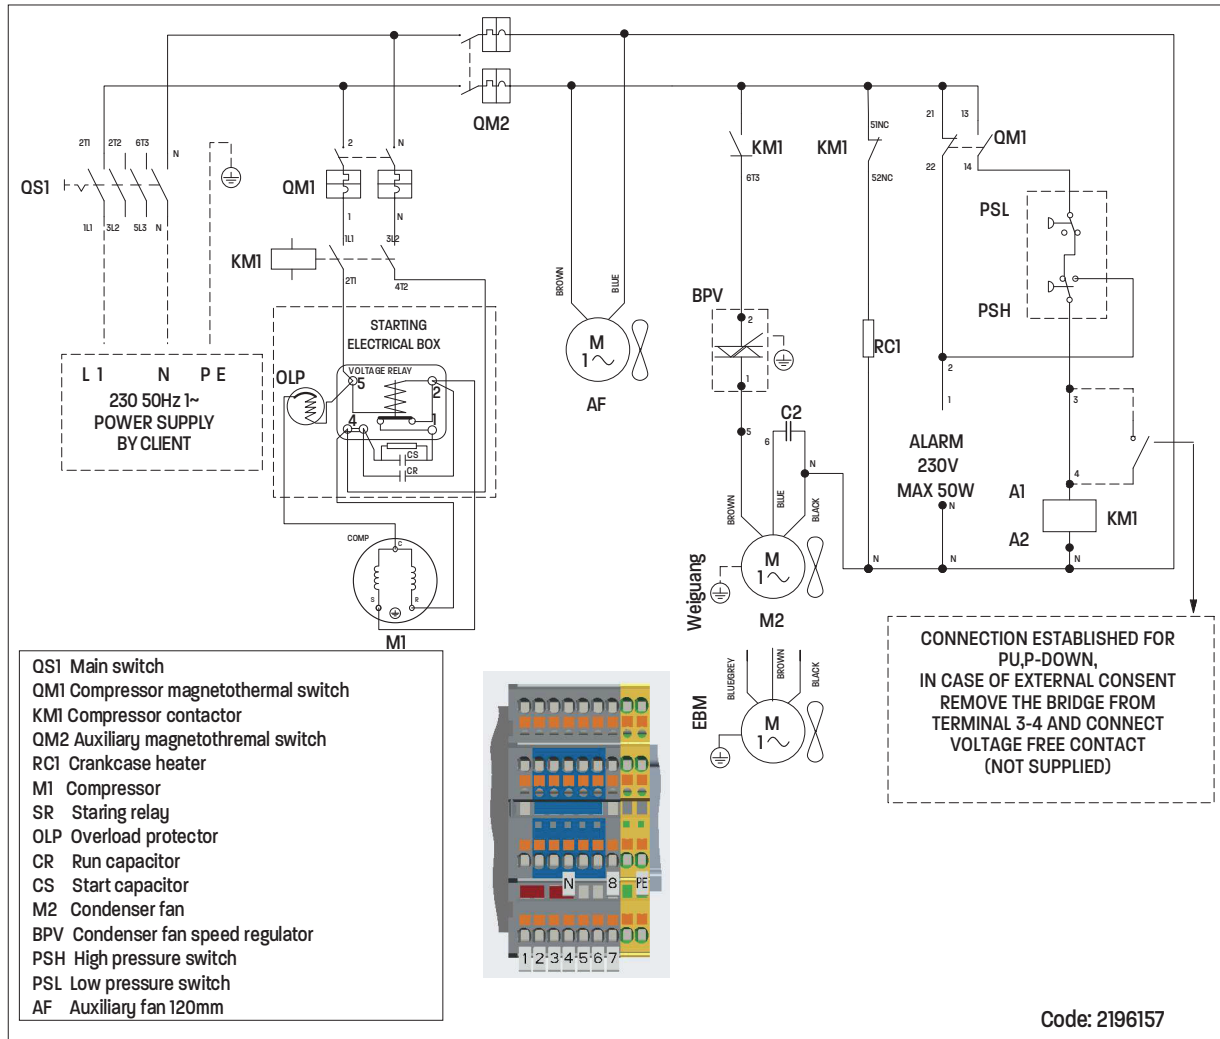 QM2
2T1 2T2 6T3 N
QS1
1L1 3L2 5L3 N
2 N
QM1
1 N
1L1 3L2
KM1
2T1 4T2
L1 N PE
230 50Hz 1~
POWER SUPPLY
BY CLIENT
STARTING
ELECTRICAL BOX
VOLTAGE RELAY
OLP
5 2
4 1
CS
CR
COMP
C
S R
M1
BROWN BLUE
M
1~
AF
KM1
6T3
BPV
2
1
5
C2
6
N
BROWN BLUE BLACK
M
1~
Weiguang
M2
BLUE/GREY BROWN BLACK
EBM
M
1~
51NC
KM1
52NC
RC1
N
21 13
QM1
22 14
PSL
PSH
2
1
ALARM
230V
MAX 50W
N
N
3
4
A1
KM1
A2
N
CONNECTION ESTABLISHED FOR
PU,P-DOWN,
IN CASE OF EXTERNAL CONSENT
REMOVE THE BRIDGE FROM
TERMINAL 3-4 AND CONNECT
VOLTAGE FREE CONTACT
(NOT SUPPLIED)
QS1 Main switch
QM1 Compressor magnetothermal switch
KM1 Compressor contactor
QM2 Auxiliary magnetothremal switch
RC1 Crankcase heater
M1 Compressor
SR Staring relay
OLP Overload protector
CR Run capacitor
CS Start capacitor
M2 Condenser fan
BPV Condenser fan speed regulator
PSH High pressure switch
PSL Low pressure switch
AF Auxiliary fan 120mm
N 8 PE
1 2 3 4 5 6 7
Code: 2196157